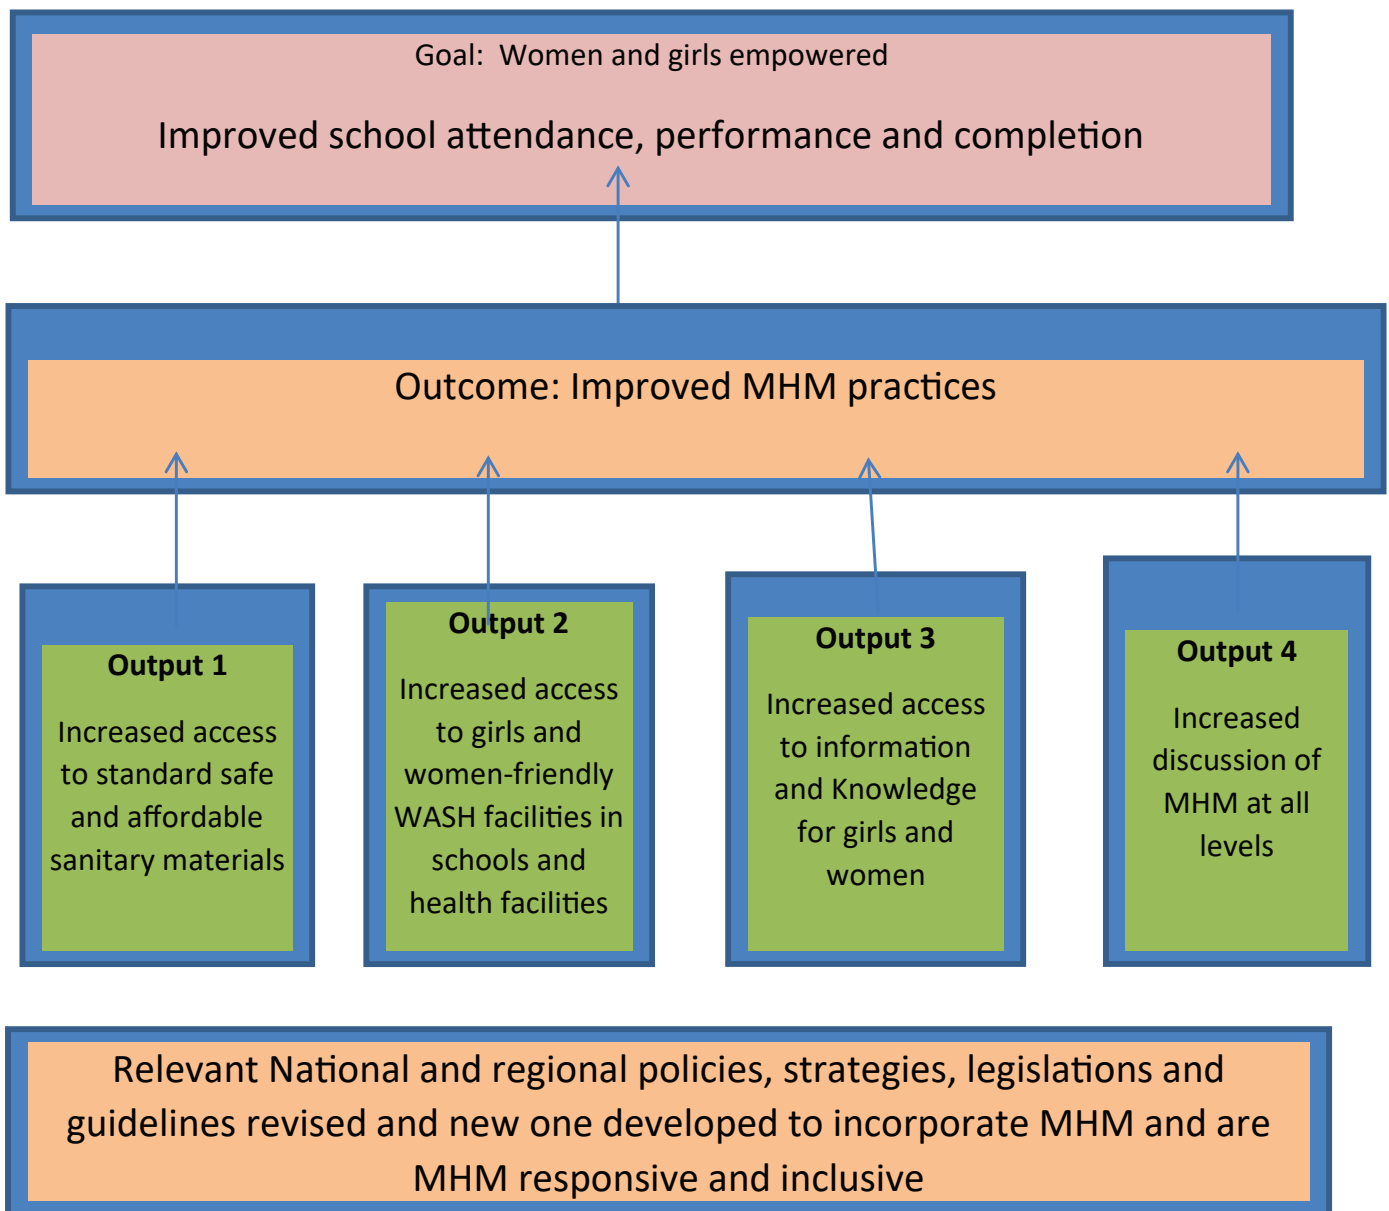 Goal:  Women and girls empowered
Improved school attendance, performance and completion
Outcome: Improved MHM practices
Output 1
Increased access
to standard safe
and affordable
sanitary materials
Output 2
Increased access
to girls and
women-friendly
WASH facilities in
schools and
health facilities
Output 3
Increased access
to information
and Knowledge
for girls and
women
Output 4
Increased
discussion of
MHM at all
levels
Relevant National and regional policies, strategies, legislations and
guidelines revised and new one developed to incorporate MHM and are
MHM responsive and inclusive